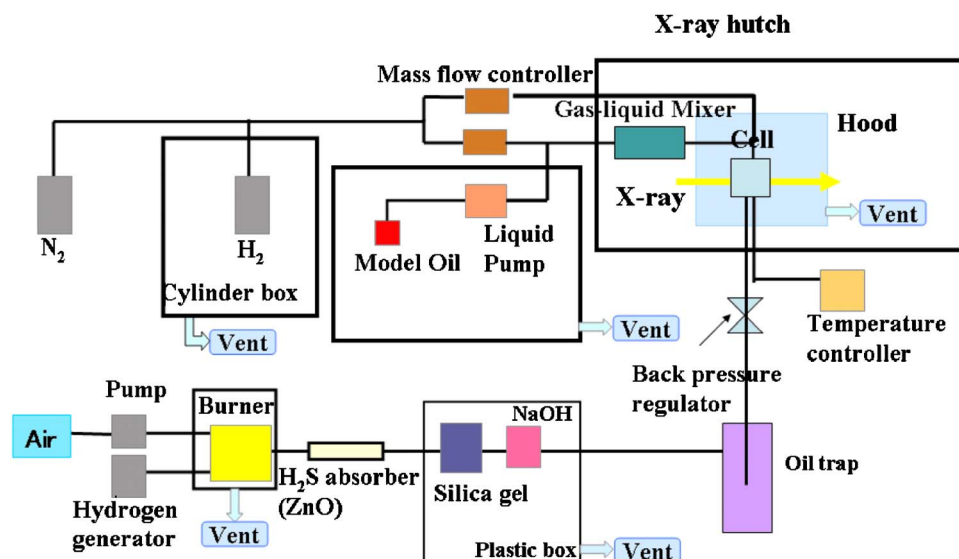 X-ray hutch
Mass flow controller
Gas-liquid Mixer
Hood
Cell
X-ray
Vent
N2
H2
Model Oil
Liquid
Pump
Cylinder box
Vent
Vent
Temperature
controller
Back pressure
regulator
Pump
Burner
NaOH
Air
H2S absorber
(ZnO)
Silica gel
Oil trap
Hydrogen
generator
Vent
Plastic box
Vent